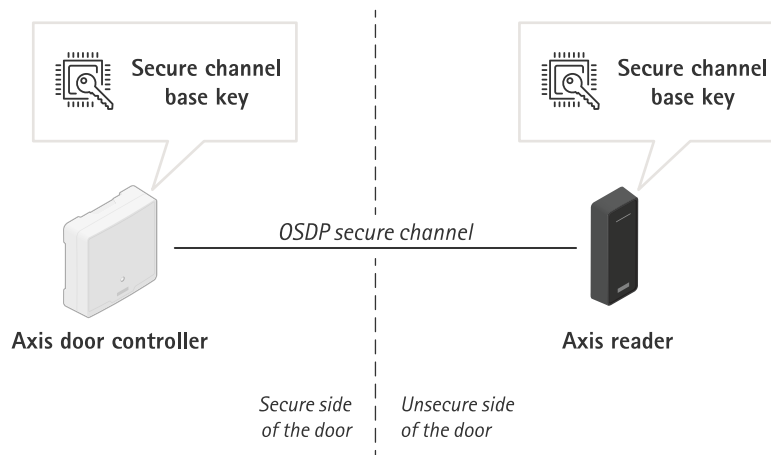 Secure channel
base key
Secure channel
base key
OSDP secure channel
Axis door controller
Axis reader
Secure side
of the door
Unsecure side
of the door